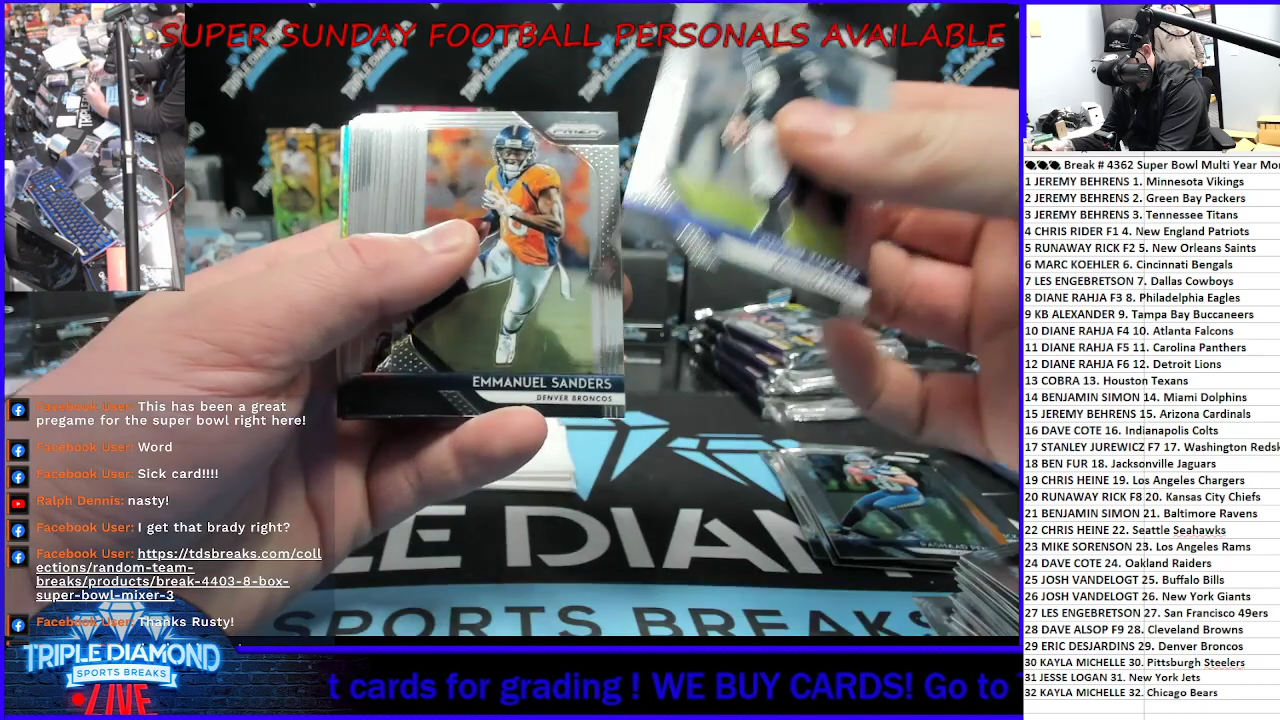 SUPER SUNDAY FOOTBALL PERSONALS AVAILABLE
PRIZM
EMMANUEL SANDERS
DENVER BRONCOS
Facebook User: This has been a great
pregame for the super bowl right here!
Facebook User: Word
Facebook User: Sick card!!!!
Ralph Dennis: nasty!
Facebook User: I get that brady right?
Facebook User: https://tdsbreaks.com/coll
ections/random-team-
breaks/products/break-4403-8-box-
super-bowl-mixer-3
Facebook User: Thanks Rusty!
TRIPLE DIAMOND
SPORTS BREAKS
LIVE
TRIPLE DIAM
SPORTS BREAKS
t cards for grading ! WE BUY CARDS! Go to
Break # 4362 Super Bowl Multi Year Mo
1 JEREMY BEHRENS 1. Minnesota Vikings
2 JEREMY BEHRENS 2. Green Bay Packers
3 JEREMY BEHRENS 3. Tennesee Titans
4 CHRIS RIDER F1 4. New England Patriots
5 RUNAWAY RICK F2 5. New Orleans Saints
6 MARC KOEHLER 6. Cincinnati Bengals
7 LES ENGEBRETSON 7. Dallas Cowboys
8 DIANE RAHJA F3 8. Philadelphia Eagles
9 KB ALEXANDER 9. Tampa Bay Buccaneers
10 DIANE RAHJA F4 10. Atlanta Falcons
11 DIANE RAHJA F5 11. Carolina Panthers
12 DIANE RAHJA F6 12. Detroit Lions
13 COBRA 13. Houston Texans
14 BENJAMIN SIMON 14. Miami Dolphins
15 JEREMY BEHRENS 15. Arizona Cardinals
16 DAVE COTE 16. Indianapolis Colts
17 STANLEY JUREWICZ F7 17. Washington Redsk
18 BEN FUR 18. Jacksonville Jaguars
19 CHRIS HEINE 19. Los Angeles Chargers
20 RUNAWAY RICK F8 20. Kansas City Chiefs
21 BENJAMIN SIMON 21. Baltimore Ravens
22 CHRIS HEINE 22. Seattle Seahawks
23 MIKE SORENSON 23. Los Angeles Rams
24 DAVE COTE 24. Oakland Raiders
25 JOSH VANDELOGT 25. Buffalo Bills
26 JOSH VANDELOGT 26. New York Giants
27 LES ENGEBRETSON 27. San Francisco 49ers
28 DAVE ALSOP F9 28. Cleveland Browns
29 ERIC DODGE 29. Denver Broncos
30 KAYLA MICHELLE 30. Pittsburgh Steelers
31 JESSE LOGAN 31. New York Jets
32 KAYLA MICHELLE 32. Chicago Bears